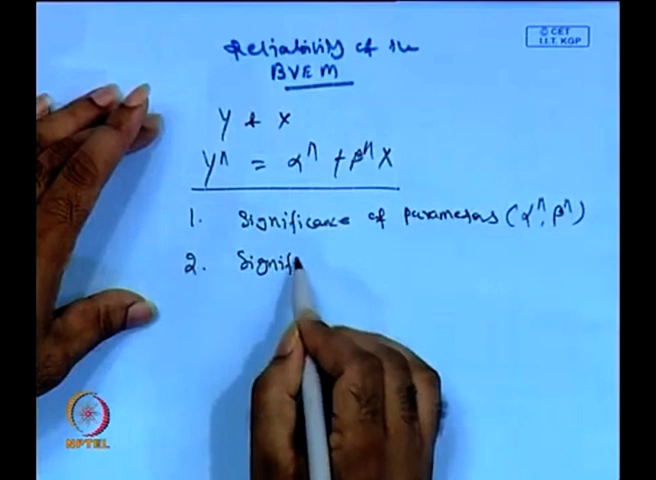 © CET
I.I.T. KGP
Reliability of the
BVEM
Y & X
Y^ = α^ + β^X
1. Significance of parameters (α^, β^)
2. Signif
NPTEL